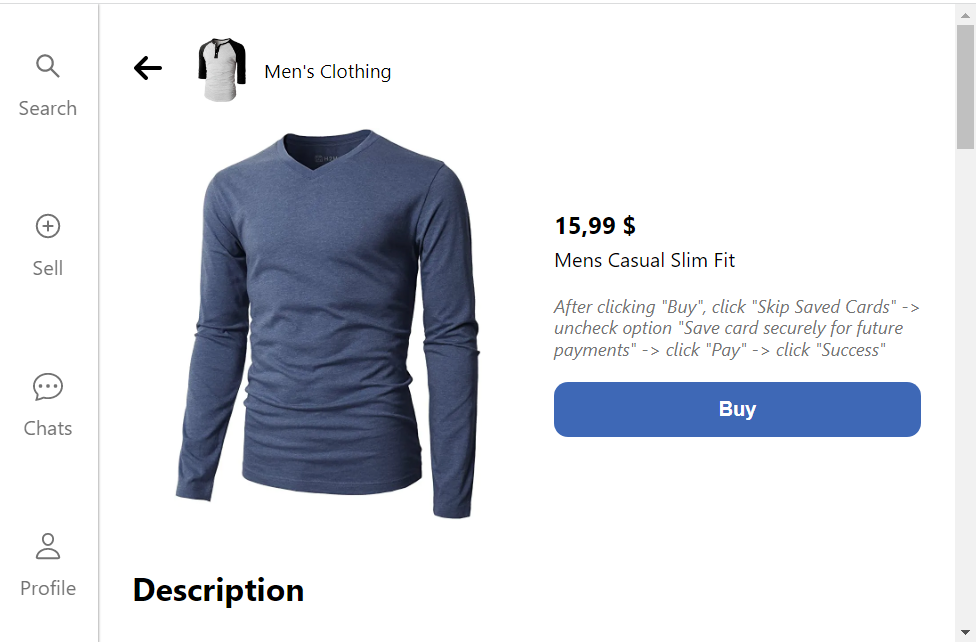 Search
Sell
Chats
Profile
Men's Clothing
15,99 $
Mens Casual Slim Fit
After clicking "Buy", click "Skip Saved Cards" ->
uncheck option "Save card securely for future
payments" -> click "Pay" -> click "Success"
Buy
Description